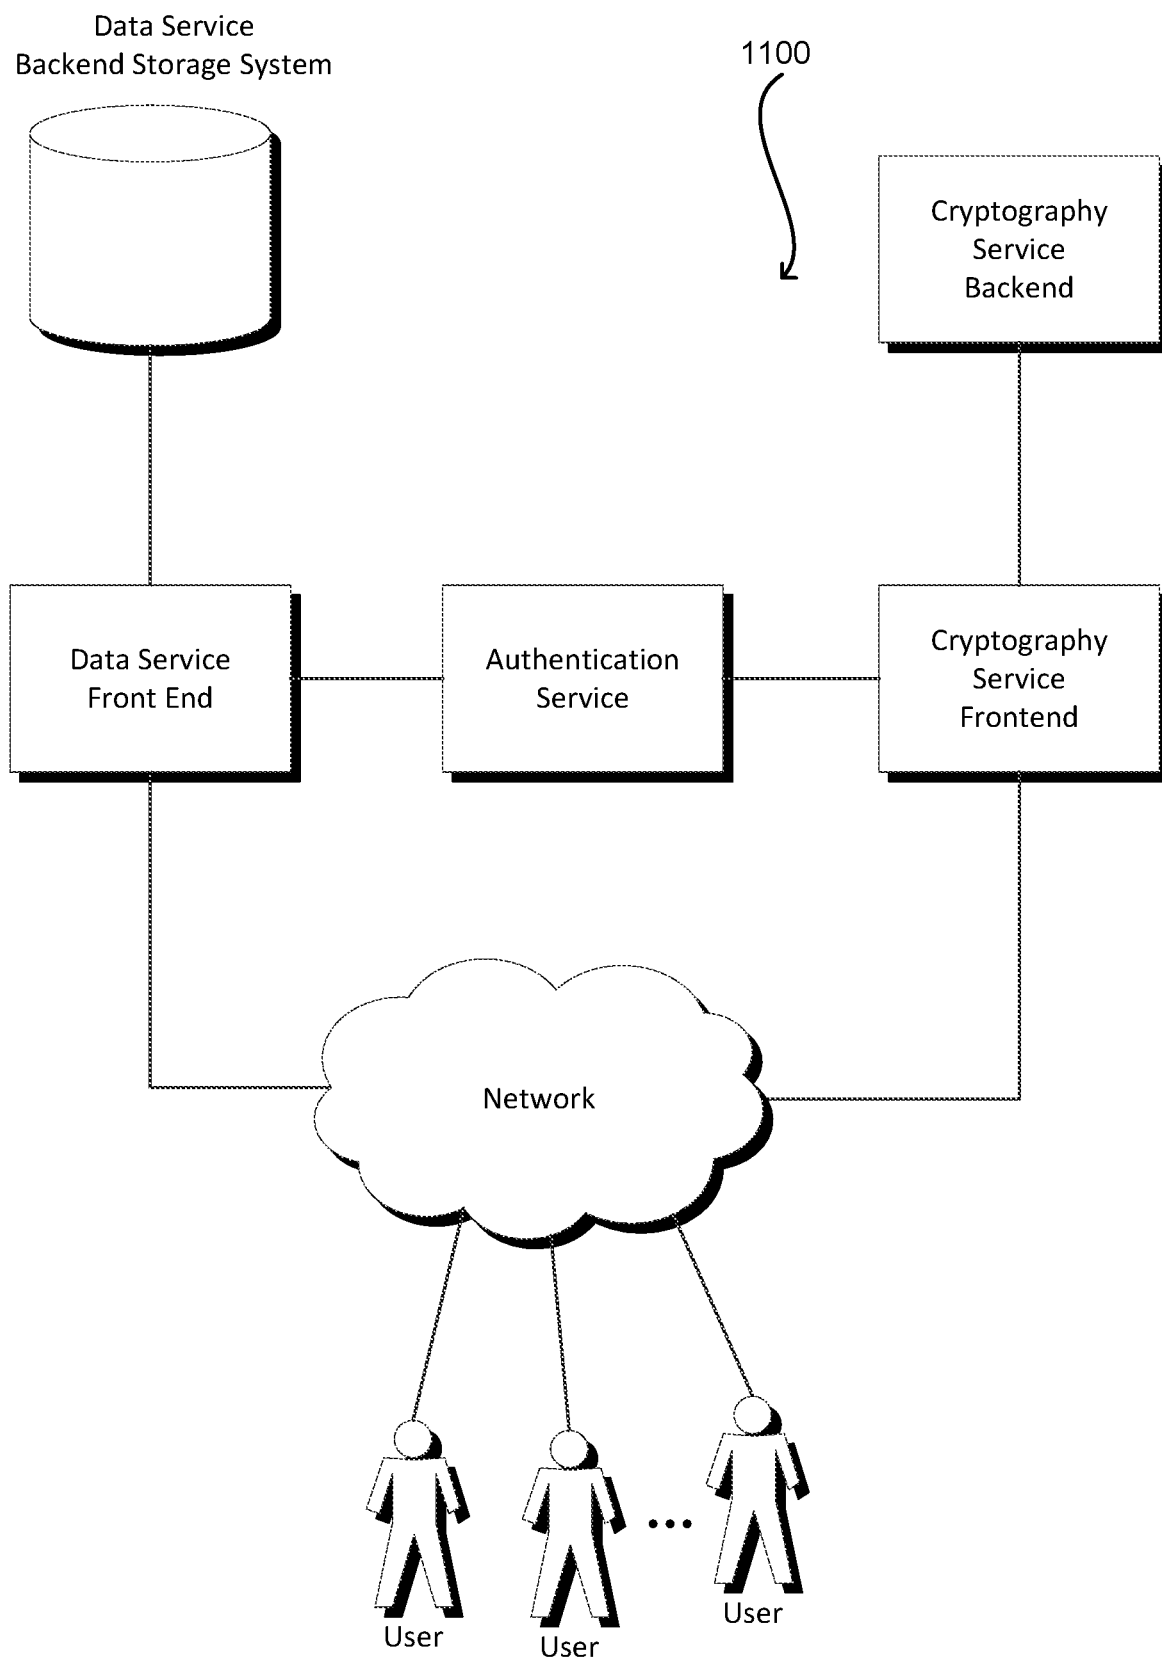 Data Service
Backend Storage System
1100
Cryptography
Service
Backend
Data Service
Front End
Authentication
Service
Cryptography
Service
Frontend
Network
User
User
User